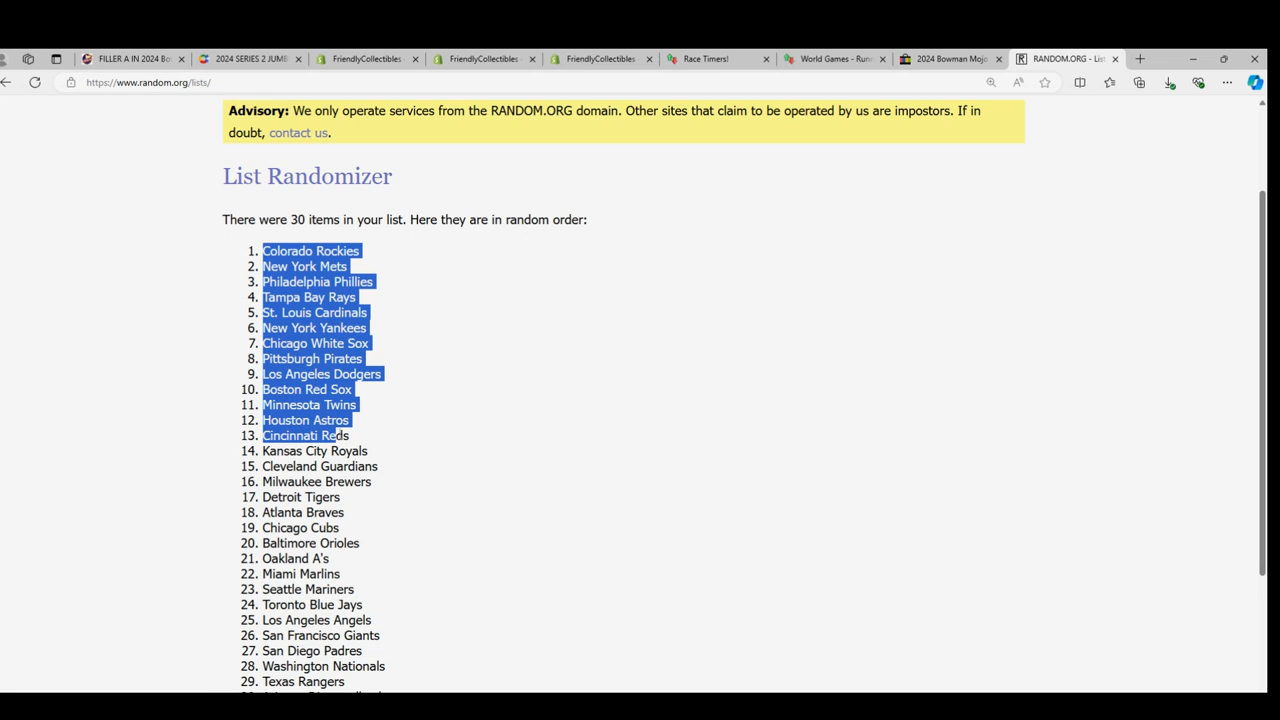 FILLER A IN 2024 Bo
2024 SERIES 2 JUMB
FriendlyCollectibles
FriendlyCollectibles
FriendlyCollectibles
Race Timers!
World Games - Run
2024 Bowman Mojo
RANDOM.ORG - List
https://www.random.org/lists/
Advisory: We only operate services from the RANDOM.ORG domain. Other sites that claim to be operated by us are impostors. If in
doubt, contact us.
List Randomizer
There were 30 items in your list. Here they are in random order:
1. Colorado Rockies
2. New York Mets
3. Philadelphia Phillies
4. Tampa Bay Rays
5. St. Louis Cardinals
6. New York Yankees
7. Chicago White Sox
8. Pittsburgh Pirates
9. Los Angeles Dodgers
10. Boston Red Sox
11. Minnesota Twins
12. Houston Astros
13. Cincinnati Reds
14. Kansas City Royals
15. Cleveland Guardians
16. Milwaukee Brewers
17. Detroit Tigers
18. Atlanta Braves
19. Chicago Cubs
20. Baltimore Orioles
21. Oakland A's
22. Miami Marlins
23. Seattle Mariners
24. Toronto Blue Jays
25. Los Angeles Angels
26. San Francisco Giants
27. San Diego Padres
28. Washington Nationals
29. Texas Rangers